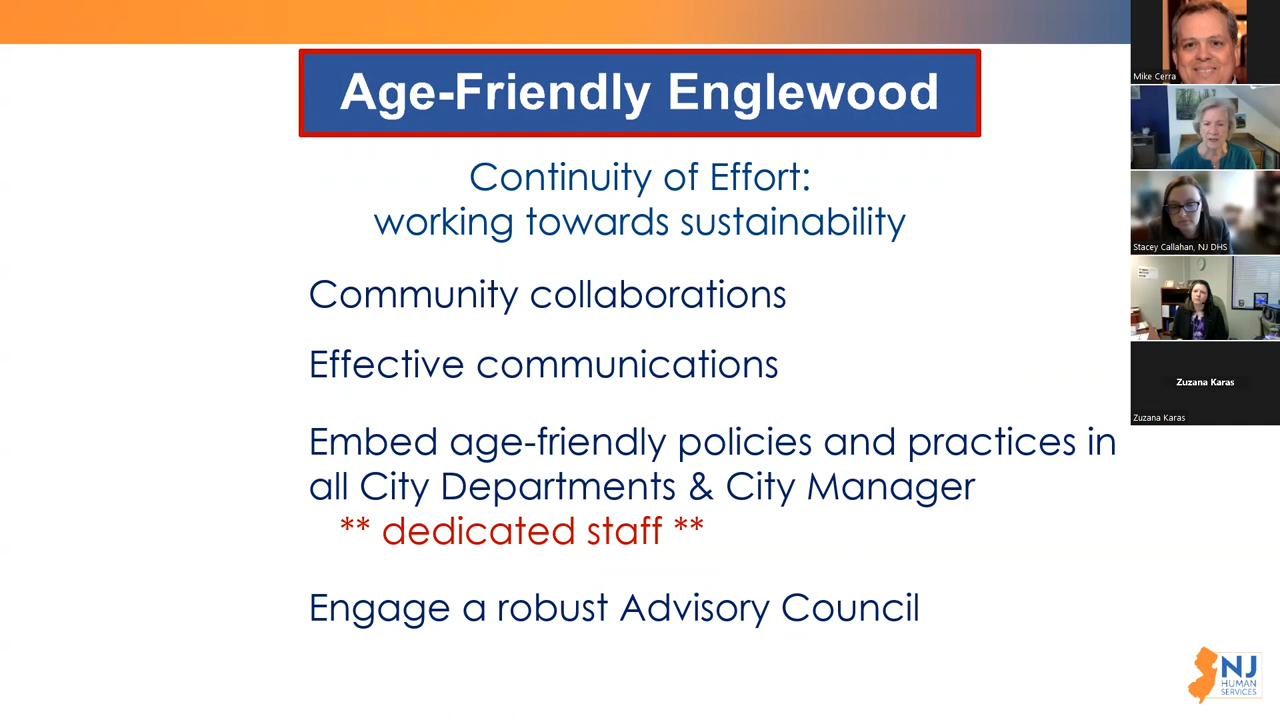 Age-Friendly Englewood
Continuity of Effort:
working towards sustainability
Community collaborations
Effective communications
Embed age-friendly policies and practices in
all City Departments & City Manager
** dedicated staff **
Engage a robust Advisory Council
Mike Cerra
Stacey Callahan, NJ DHS
Zuzana Karas
Zuzana Karas
NJ
HUMAN
SERVICES